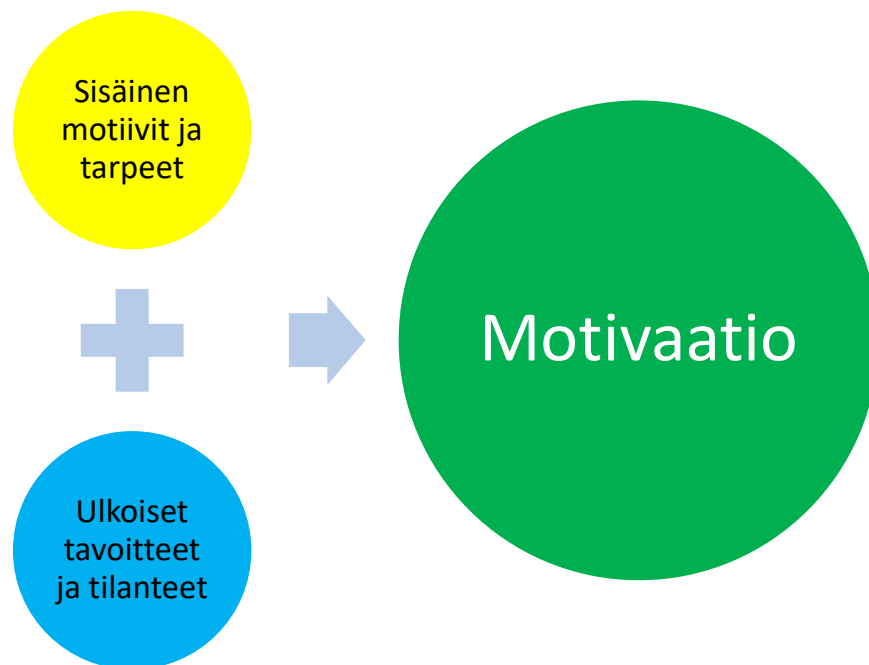 Sisäinen
motiivit ja
tarpeet
Ulkoiset
tavoitteet
ja tilanteet
Motivaatio